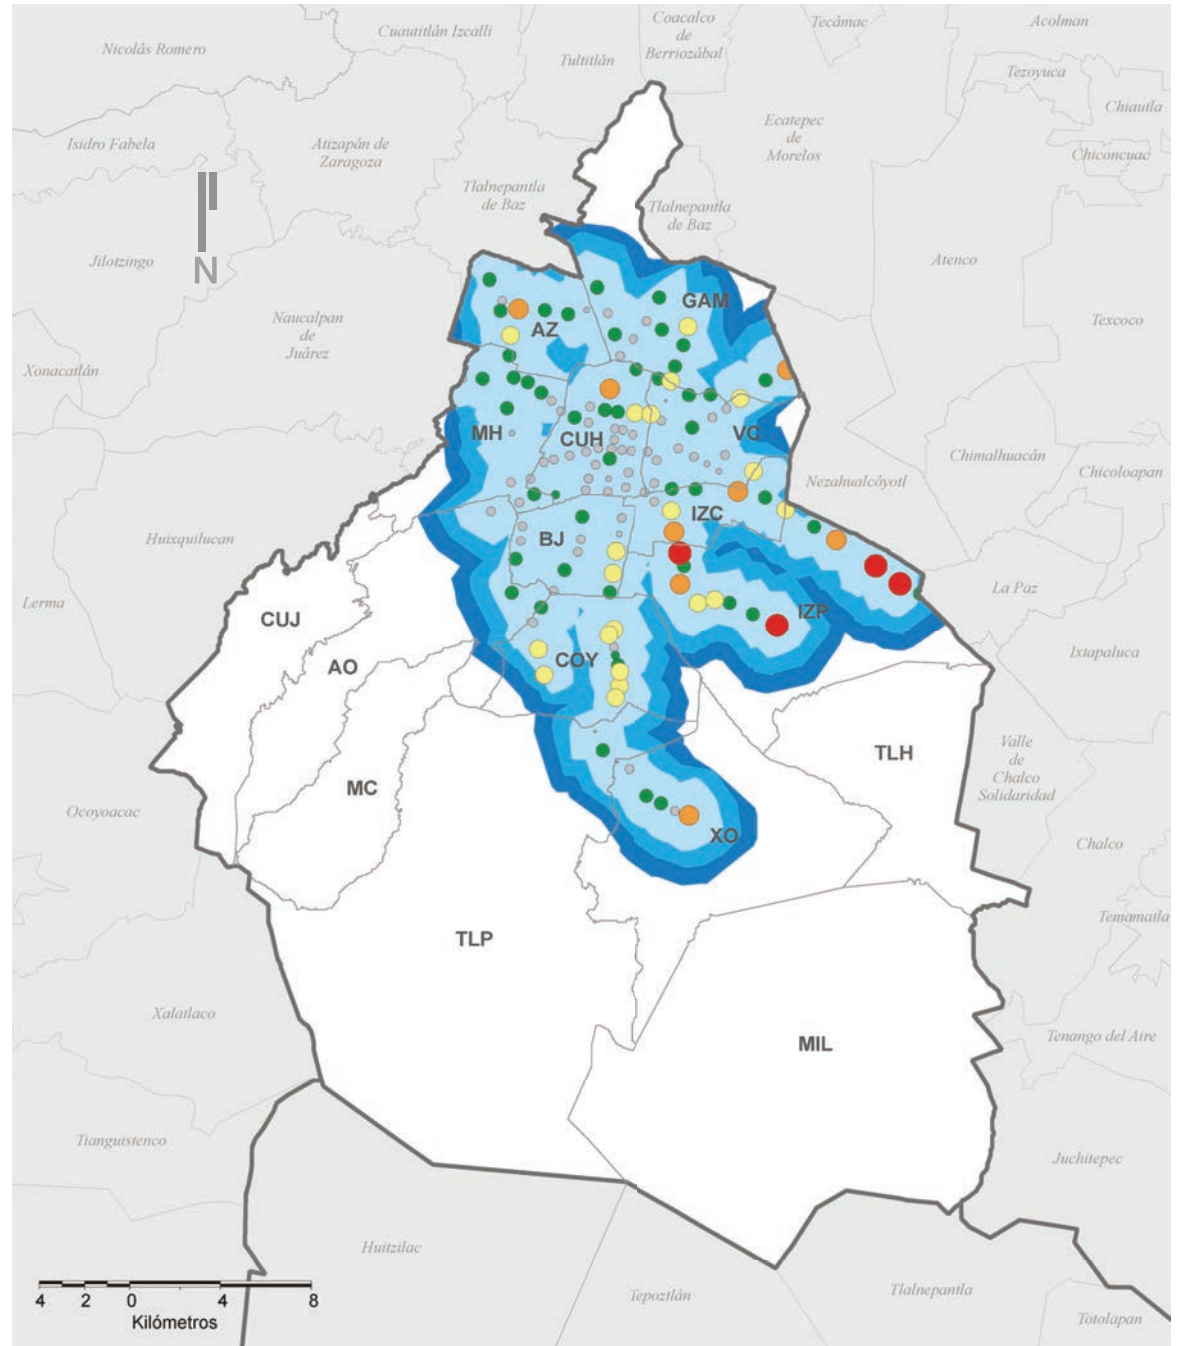 Coacalco
de
Berriozábal
Tecámac
Acolman
Cuautitlán Izcalli
Nicolás Romero
Tultitlán
Tezoyuca
Chiautla
Ecatepec
de
Morelos
Isidro Fabela
Atizapán de
Zaragoza
Chiconcuac
Tlalnepantla
de Baz
Tlalnepantla
de Baz
N
Jilotzingo
Atenco
Naucalpan
de
Juárez
GAM
AZ
Texcoco
Xonacatlán
MH
CUH
VC
Chimalhuacán
Chicoloapan
Nezahualcóyotl
IZC
Huixquilucan
BJ
La Paz
Lerma
CUJ
IZP
AO
COY
Ixtapaluca
MC
TLH
Valle
de
Chalco
Solidaridad
Ocoyoacac
XO
Chalco
Temamatla
TLP
Xalatlaco
MIL
Tenango del Aire
Tianguistenco
Juchitepec
Huitzilac
Tepoztlán
Tlalnepantla
Totolapan
4 2 0 4 8
Kilómetros